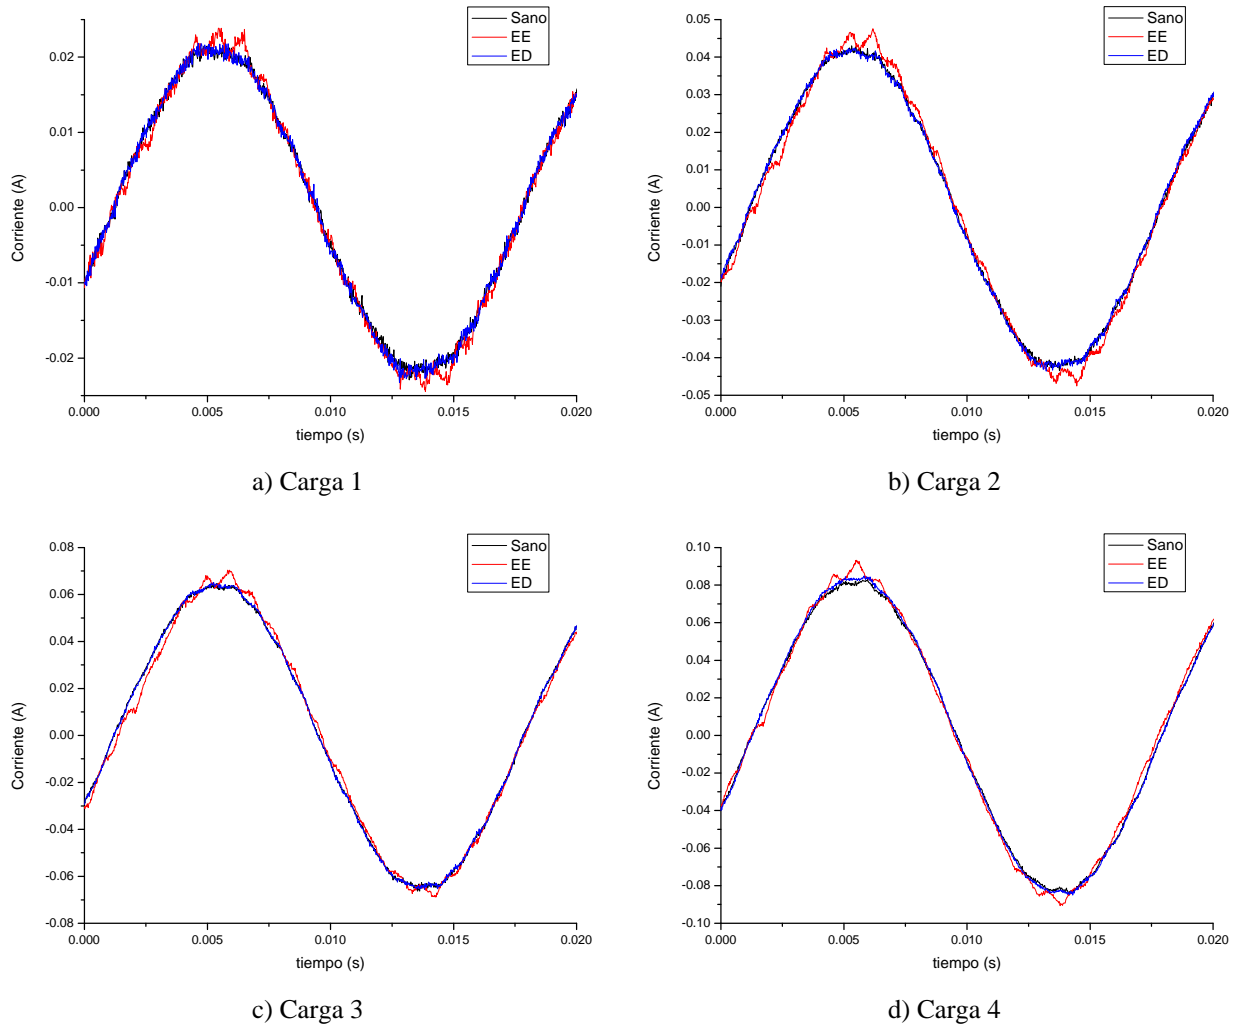 Sano
EE
ED
0.02
0.01
0.00
-0.01
-0.02
Corriente (A)
0.000
0.005
0.010
0.015
0.020
tiempo (s)
a) Carga 1
Sano
EE
ED
0.05
0.04
0.03
0.02
0.01
0.00
-0.01
-0.02
-0.03
-0.04
-0.05
Corriente (A)
0.000
0.005
0.010
0.015
0.020
tiempo (s)
b) Carga 2
Sano
EE
ED
0.08
0.06
0.04
0.02
0.00
-0.02
-0.04
-0.06
-0.08
Corriente (A)
0.000
0.005
0.010
0.015
0.020
tiempo (s)
c) Carga 3
Sano
EE
ED
0.10
0.08
0.06
0.04
0.02
0.00
-0.02
-0.04
-0.06
-0.08
-0.10
Corriente (A)
0.000
0.005
0.010
0.015
0.020
tiempo (s)
d) Carga 4